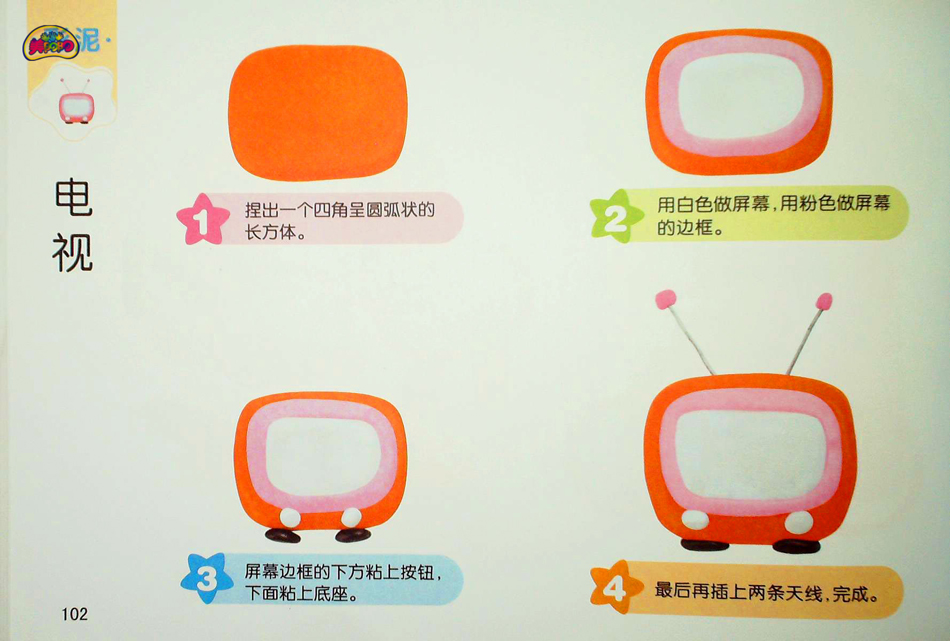 泥·
电视
1
捏出一个四角呈圆弧状的
长方体。
2
用白色做屏幕,用粉色做屏幕
的边框。
3
屏幕边框的下方粘上按钮,
下面粘上底座。
4
最后再插上两条天线,完成。
102